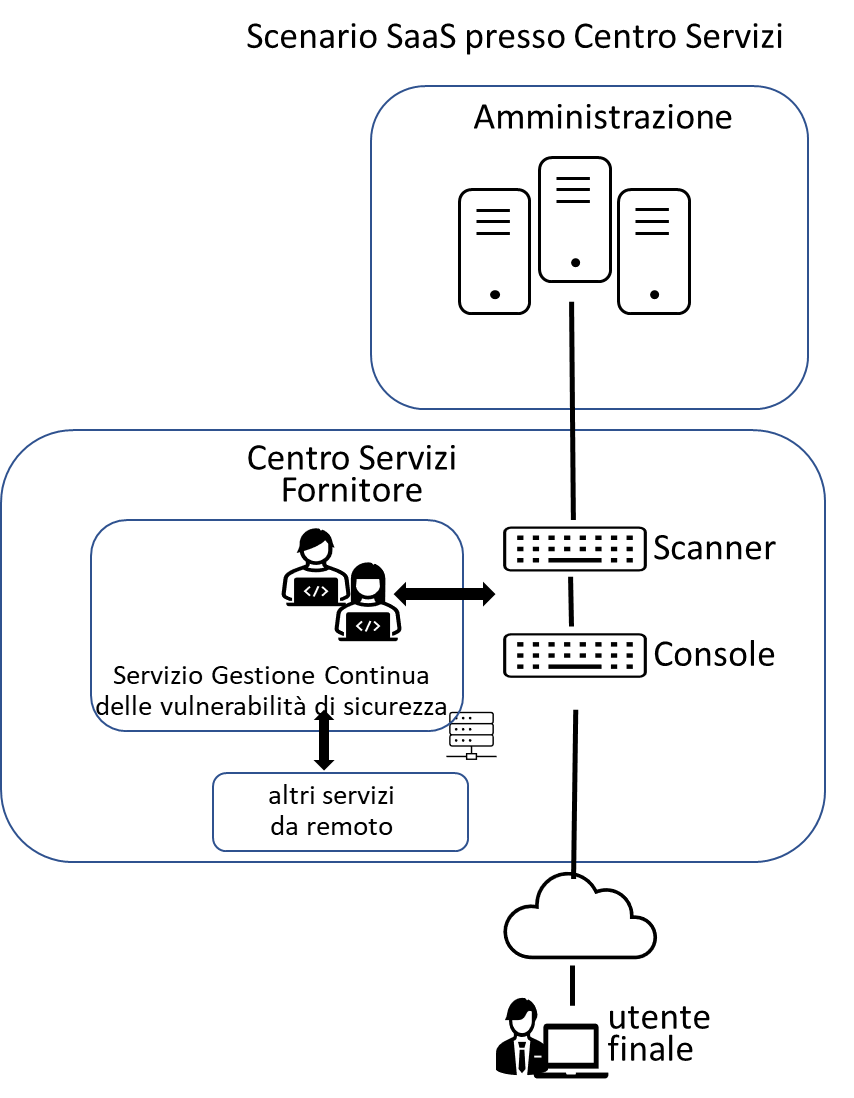 Scenario SaaS presso Centro Servizi
Amministrazione
Centro Servizi
Fornitore
</>
</>
Scanner
Console
Servizio Gestione Continua
delle vulnerabilità di sicurezza
altri servizi
da remoto
utente
finale